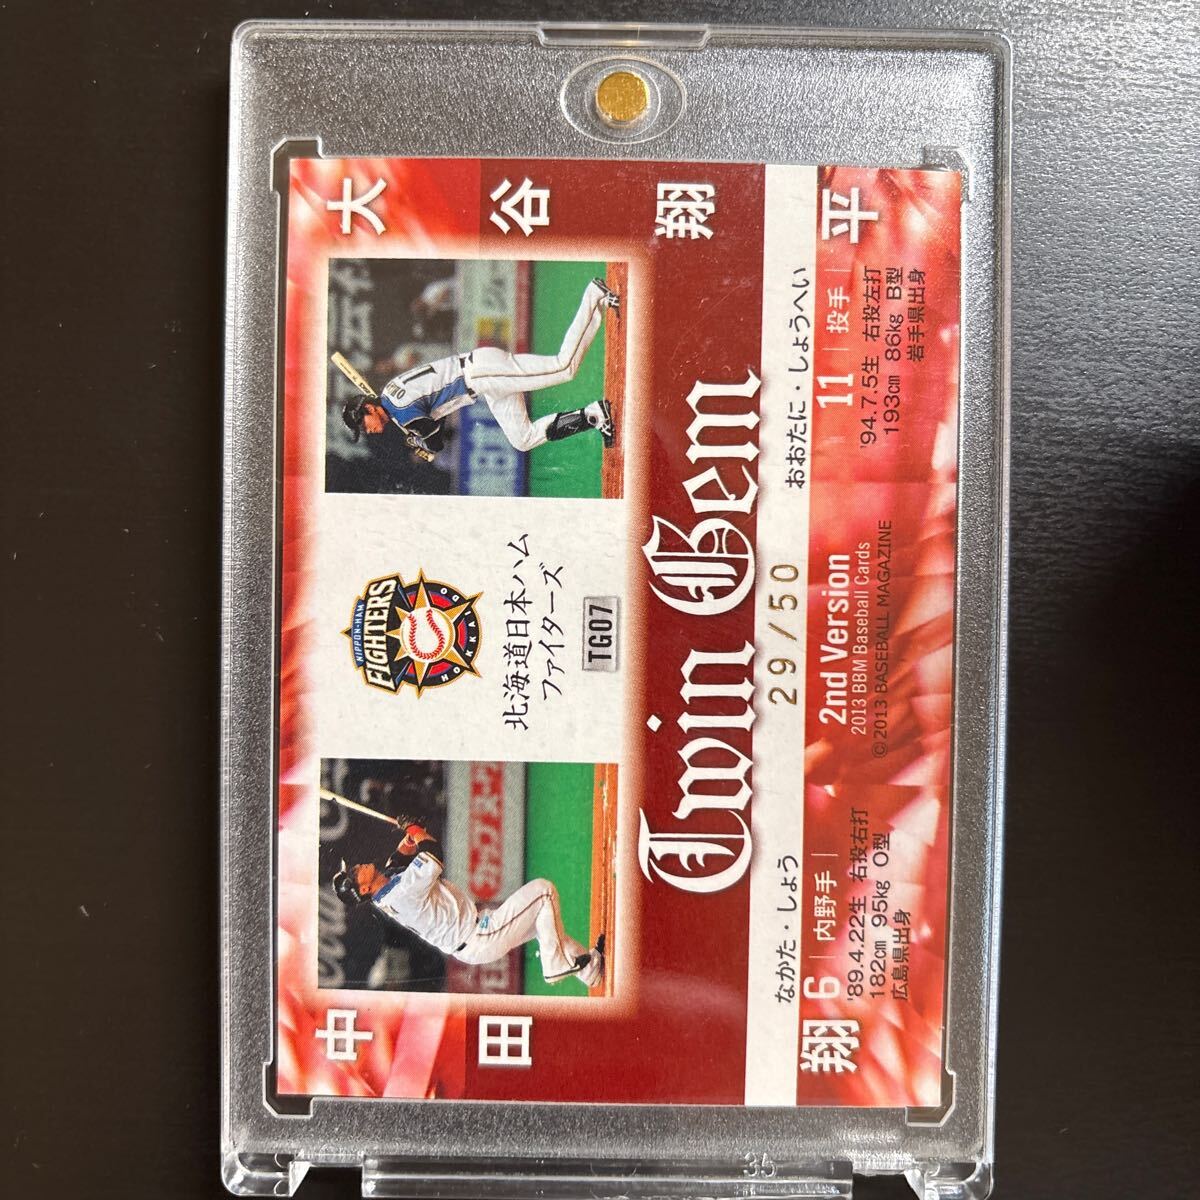 中田翔
大谷翔平
NIPPON-HAM
FIGHTERS
HOKKAIDO
北海道日本ハム
ファイターズ
TG07
Twin Gem
29/50
なかた・しょう
6 | 内野手 |
'89.4.22生 右投右打
182cm 95kg O型
広島県出身
2nd Version
2013 BBM Baseball Cards
©2013 BASEBALL MAGAZINE
おおたに・しょうへい
11 | 投手 |
'94.7.5生 右投左打
193cm 86kg B型
岩手県出身
35